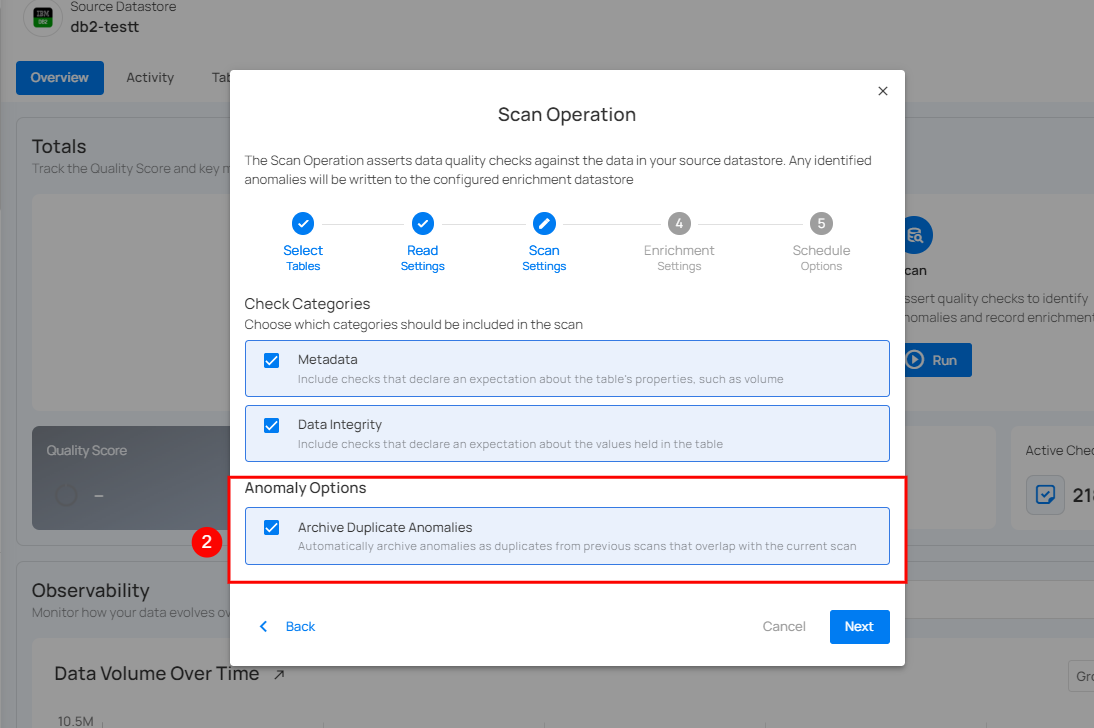 Source Datastore
IBM
DB2
db2-testt
Overview
Activity
Totals
Track the Quality Score and key
Scan Operation
The Scan Operation asserts data quality checks against the data in your source datastore. Any identified
anomalies will be written to the configured enrichment datastore
4
5
Select
Tables
Read
Settings
Scan
Settings
Enrichment
Settings
Schedule
Options
Check Categories
Choose which categories should be included in the scan
Metadata
Include checks that declare an expectation about the table's properties, such as volume
Data Integrity
Include checks that declare an expectation about the values held in the table
Anomaly Options
Archive Duplicate Anomalies
Automatically archive anomalies as duplicates from previous scans that overlap with the current scan
2
Back
Cancel
Next
can
ssert quality checks to identify
nomalies and record enrichment
Run
Quality Score
–
Active Chec
218
Observability
Monitor how your data evolves ov
Data Volume Over Time
Gro
10.5M